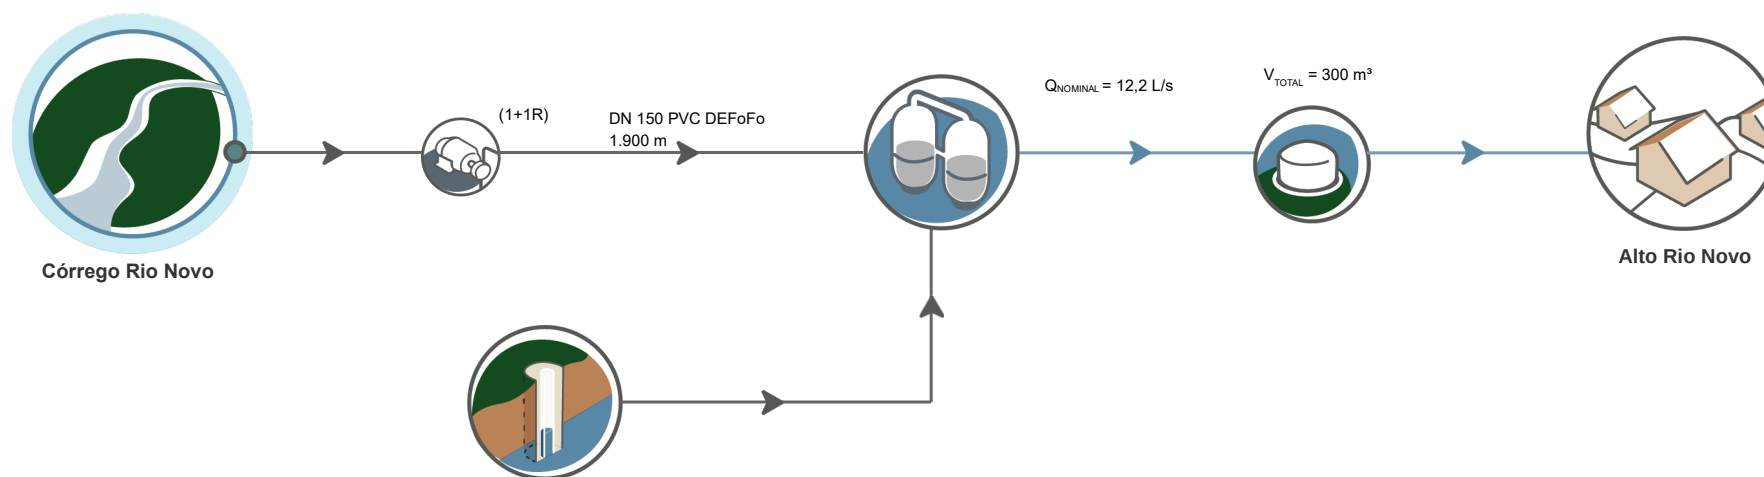 (1+1R)
DN 150 PVC DEFoFo
1.900 m
QNOMINAL = 12,2 L/s
VTOTAL = 300 m³
Córrego Rio Novo
Alto Rio Novo